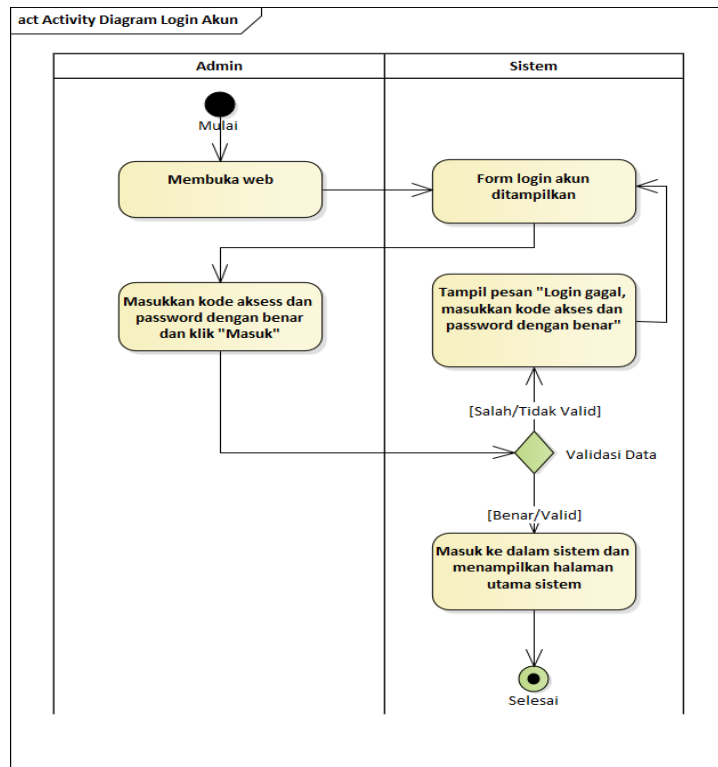 act Activity Diagram Login Akun
Admin
Sistem
Mulai
Membuka web
Form login akun
ditampilkan
Masukkan kode aksess dan
password dengan benar
dan klik "Masuk"
Tampil pesan "Login gagal,
masukkan kode akses dan
password dengan benar"
[Salah/Tidak Valid]
Validasi Data
[Benar/Valid]
Masuk ke dalam sistem dan
menampilkan halaman
utama sistem
Selesai